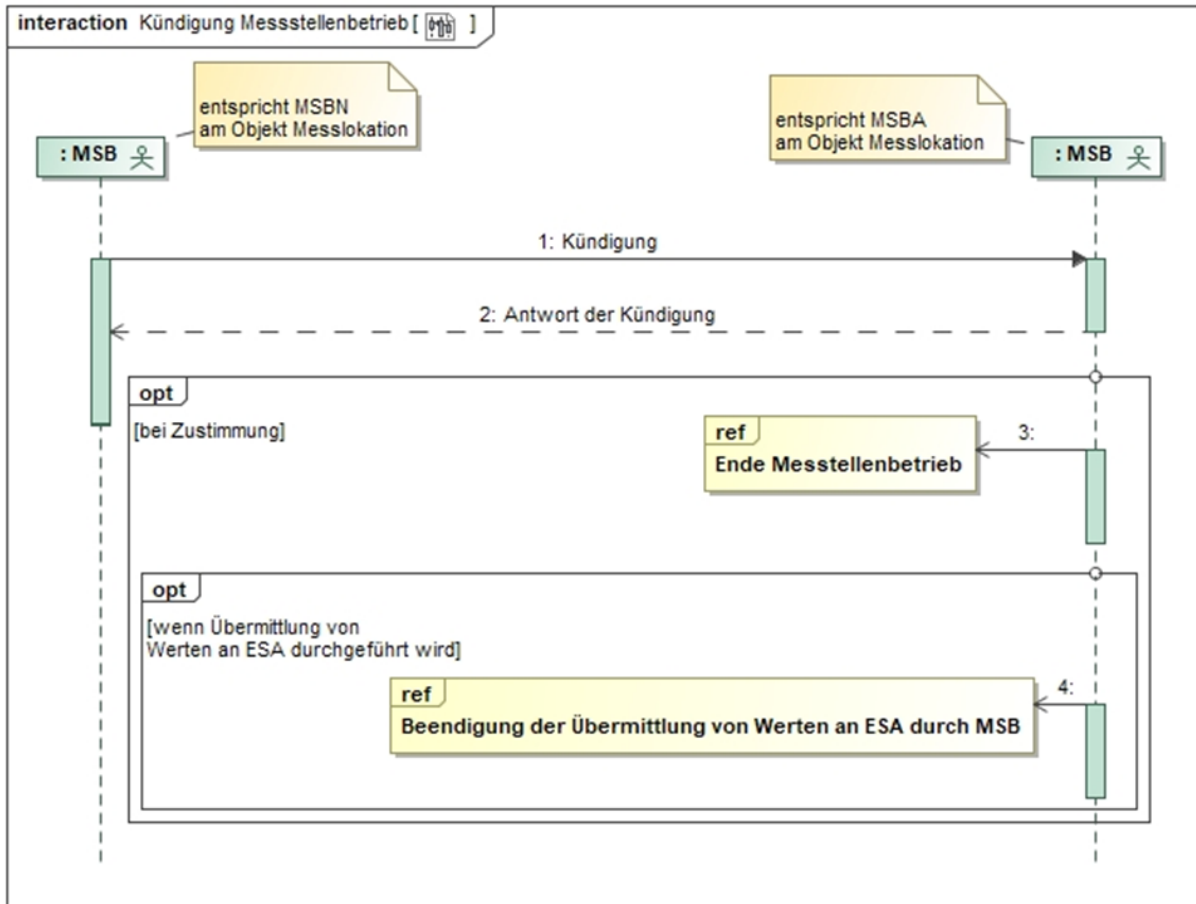 interaction Kündigung Messstellenbetrieb [ ]
entspricht MSBN
am Objekt Messlokation
entspricht MSBA
am Objekt Messlokation
: MSB
: MSB
1: Kündigung
2: Antwort der Kündigung
opt
[bei Zustimmung]
ref
Ende Messtellenbetrieb
3:
opt
[wenn Übermittlung von
Werten an ESA durchgeführt wird]
ref
Beendigung der Übermittlung von Werten an ESA durch MSB
4: